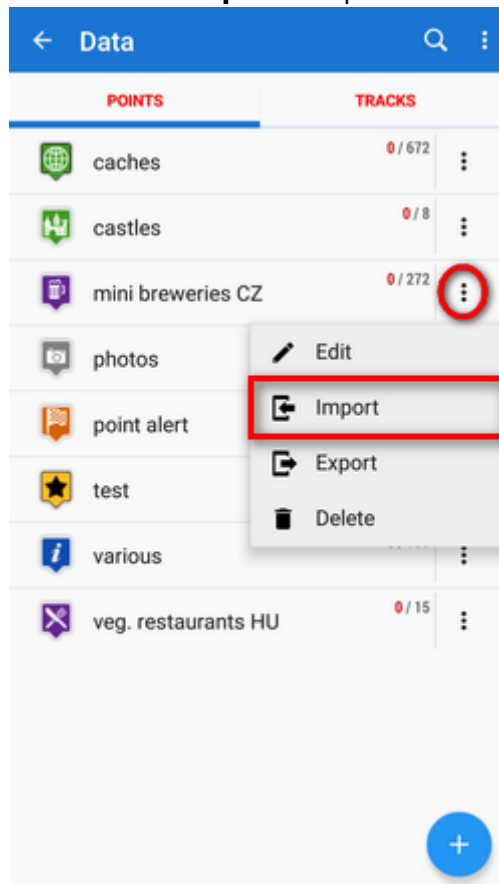 Data
POINTS TRACKS
caches 0 / 672
castles 0 / 8
mini breweries CZ 0 / 272
photos
Edit
Import
point alert
Export
test
Delete
various
veg. restaurants HU 0 / 15